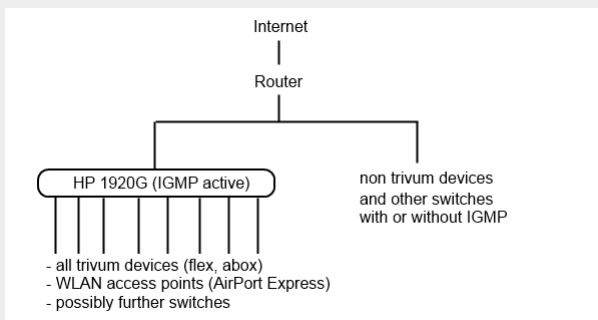 Internet
Router
HP 1920G (IGMP active)
non trivum devices
and other switches
with or without IGMP
- all trivum devices (flex, abox)
- WLAN access points (AirPort Express)
- possibly further switches